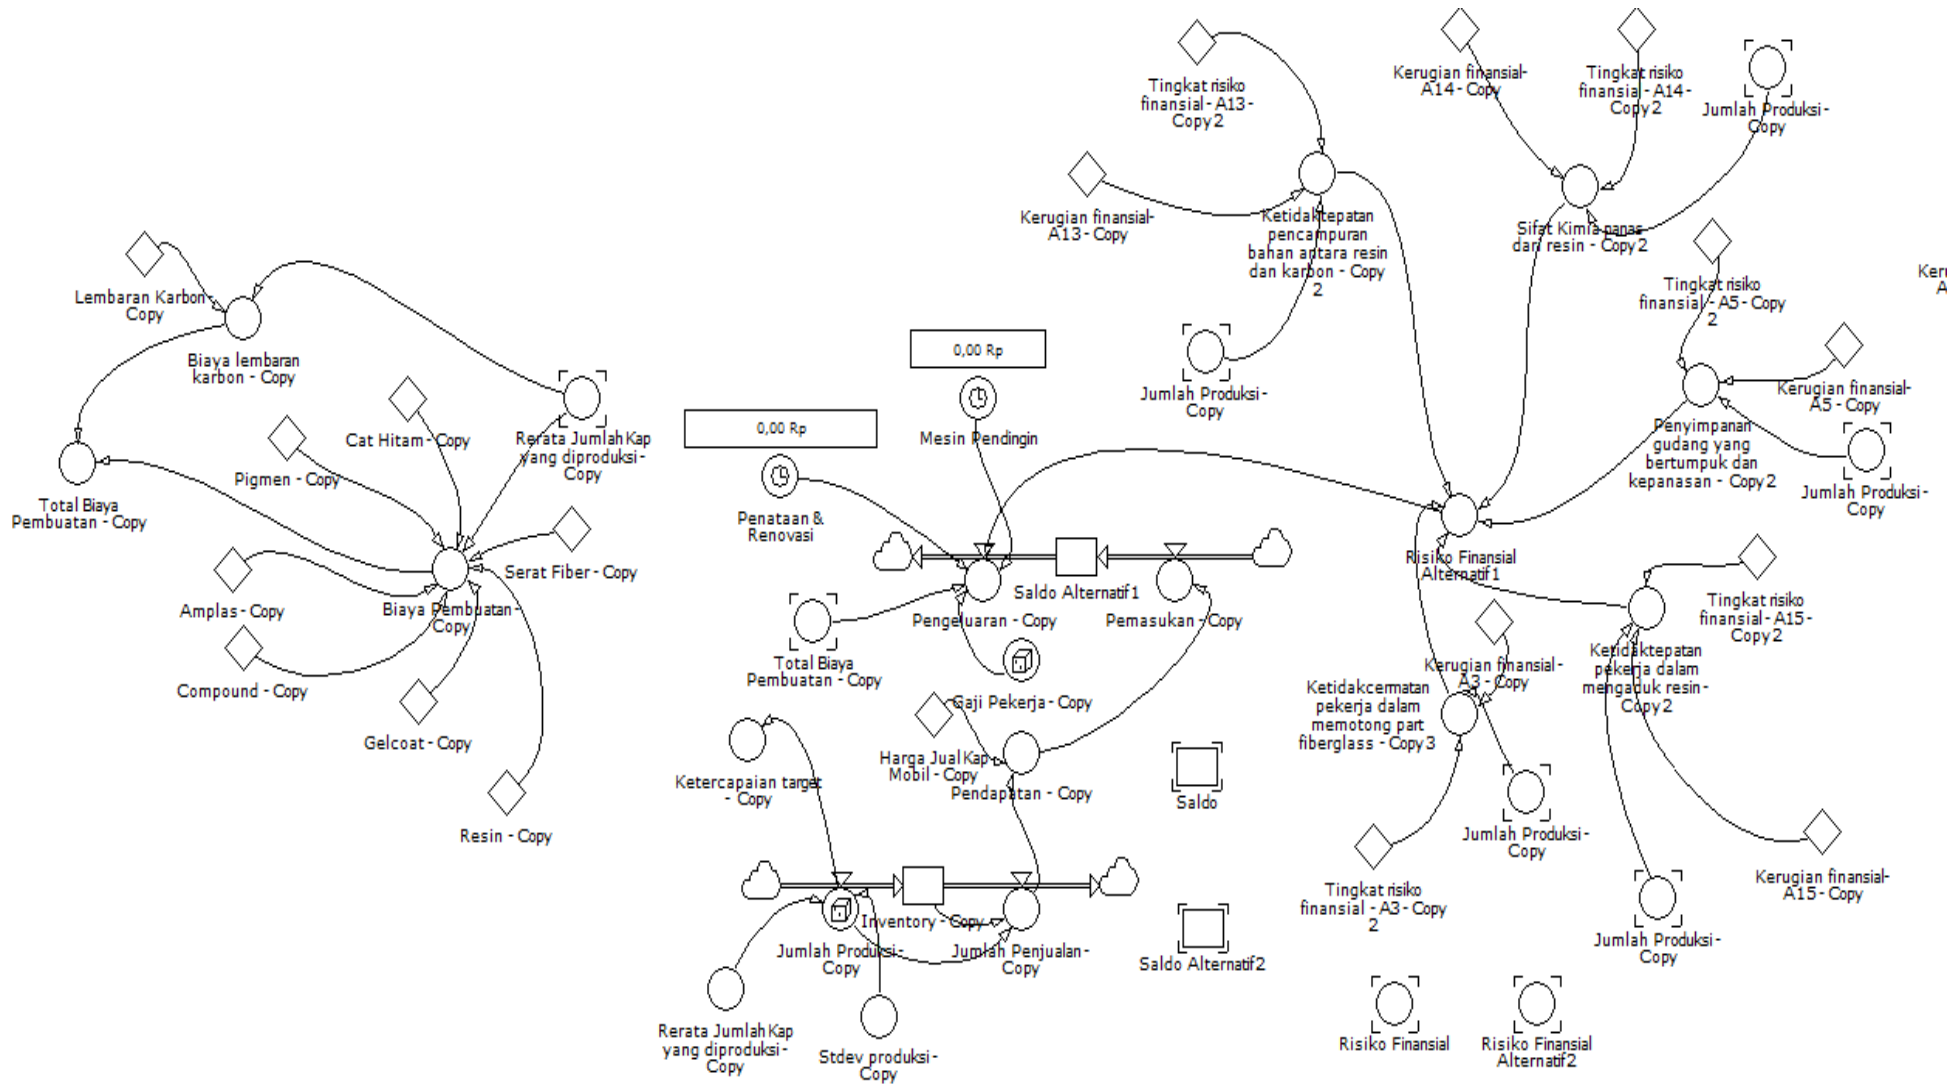 Tingkat risiko
finansial - A13 -
Copy 2
Kerugian finansial-
A14 - Copy
Tingkat risiko
finansial - A14 -
Copy 2
Jumlah Produksi -
Copy
Kerugian finansial-
A13 - Copy
Ketidaktepatan
pencampuran
bahan antara resin
dan karbon - Copy
2
Sifat Kimia panas
dari resin - Copy 2
Tingkat risiko
finansial - A5 - Copy
2
Lembaran Karbon -
Copy
Biaya lembaran
karbon - Copy
0,00 Rp
Mesin Pendingin
Jumlah Produksi -
Copy
Kerugian finansial-
A5 - Copy
Penyimpanan
gudang yang
bertumpuk dan
kepanasan - Copy 2
Jumlah Produksi -
Copy
Cat Hitam - Copy
Rerata Jumlah Kap
yang diproduksi -
Copy
Pigmen - Copy
Total Biaya
Pembuatan - Copy
0,00 Rp
Penataan &
Renovasi
Serat Fiber - Copy
Amplas - Copy
Biaya Pembuatan -
Copy
Compound - Copy
Gelcoat - Copy
Resin - Copy
Saldo Alternatif1
Pengeluaran - Copy
Pemasukan - Copy
Total Biaya
Pembuatan - Copy
Gaji Pekerja - Copy
Risiko Finansial
Alternatif1
Tingkat risiko
finansial - A15 -
Copy 2
Kerugian finansial-
A3 - Copy
Ketidaktepatan
pekerja dalam
mengaduk resin -
Copy 2
Ketidakcermatan
pekerja dalam
memotong part
fiberglass - Copy 3
Ketercapaian target
- Copy
Harga Jual Kap
Mobil - Copy
Pendapatan - Copy
Saldo
Jumlah Produksi -
Copy
Tingkat risiko
finansial - A3 - Copy
2
Kerugian finansial-
A15 - Copy
Jumlah Produksi -
Copy
Inventory - Copy
Jumlah Produksi -
Copy
Jumlah Penjualan -
Copy
Saldo Alternatif2
Rerata Jumlah Kap
yang diproduksi -
Copy
Stdev produksi -
Copy
Risiko Finansial
Risiko Finansial
Alternatif2